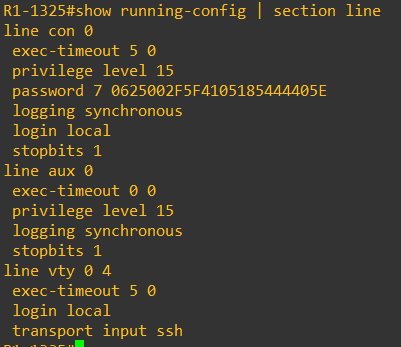 R1-1325#show running-config | section line
line con 0
 exec-timeout 5 0
 privilege level 15
 password 7 0625002F5F4105185444405E
 logging synchronous
 login local
 stopbits 1
line aux 0
 exec-timeout 0 0
 privilege level 15
 logging synchronous
 stopbits 1
line vty 0 4
 exec-timeout 5 0
 login local
 transport input ssh
R1-1325#